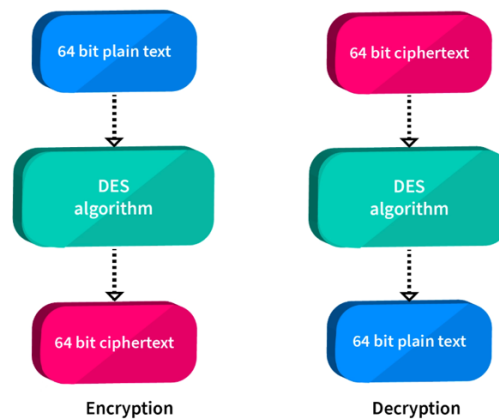 64 bit plain text
DES
algorithm
64 bit ciphertext
Encryption
64 bit ciphertext
DES
algorithm
64 bit plain text
Decryption